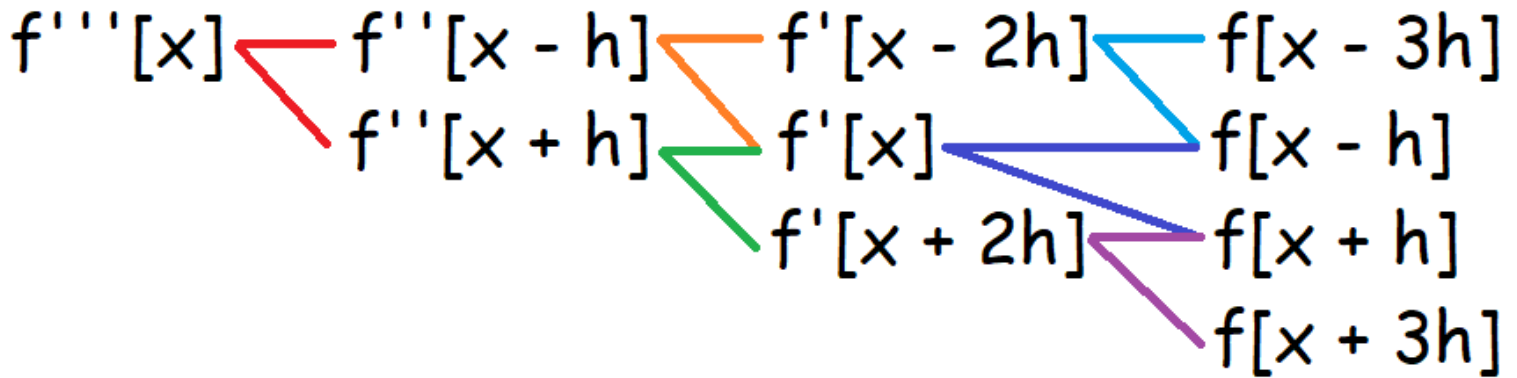 f'''[x] f''[x - h] f'[x - 2h] f[x - 3h]
f''[x + h] f'[x] f[x - h]
f'[x + 2h] f[x + h]
f[x + 3h]